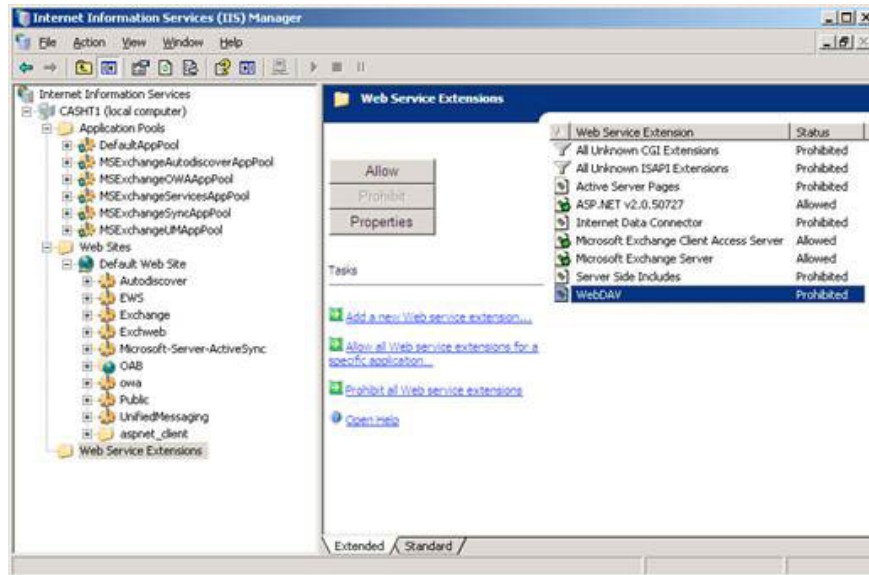 Internet Information Services (IIS) Manager
File Action View Window Help
Internet Information Services
CASHT1 (local computer)
Application Pools
DefaultAppPool
MSExchangeAutodiscoverAppPool
MSExchangeOWAAppPool
MSExchangeServicesAppPool
MSExchangeSyncAppPool
MSExchangeUMAppPool
Web Sites
Default Web Site
Autodiscover
EWS
Exchange
Exchweb
Microsoft-Server-ActiveSync
OAB
owa
Public
UnifiedMessaging
aspnet_client
Web Service Extensions
Web Service Extensions
Allow
Prohibit
Properties
Tasks
Add a new Web service extension...
Allow all Web service extensions for a
specific application...
Prohibit all Web service extensions
Open Help
Web Service Extension Status
All Unknown CGI Extensions Prohibited
All Unknown ISAPI Extensions Prohibited
Active Server Pages Prohibited
ASP.NET v2.0.50727 Allowed
Internet Data Connector Prohibited
Microsoft Exchange Client Access Server Allowed
Microsoft Exchange Server Allowed
Server Side Includes Prohibited
WebDAV Prohibited
Extended Standard